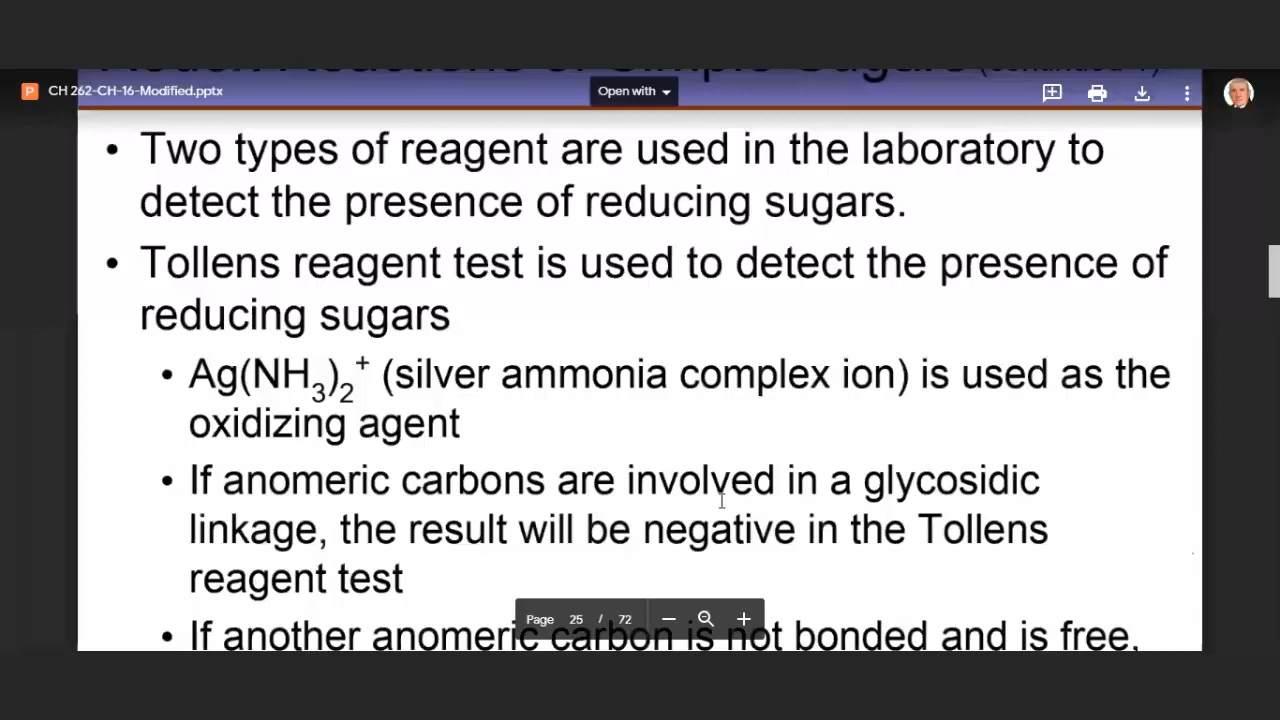 CH 262-CH-16-Modified.pptx
Open with
• Two types of reagent are used in the laboratory to
detect the presence of reducing sugars.
• Tollens reagent test is used to detect the presence of
reducing sugars
• Ag(NH3)2+ (silver ammonia complex ion) is used as the
oxidizing agent
• If anomeric carbons are involved in a glycosidic
linkage, the result will be negative in the Tollens
reagent test
Page 25 / 72
• If another anomeric carbon is not bonded and is free,